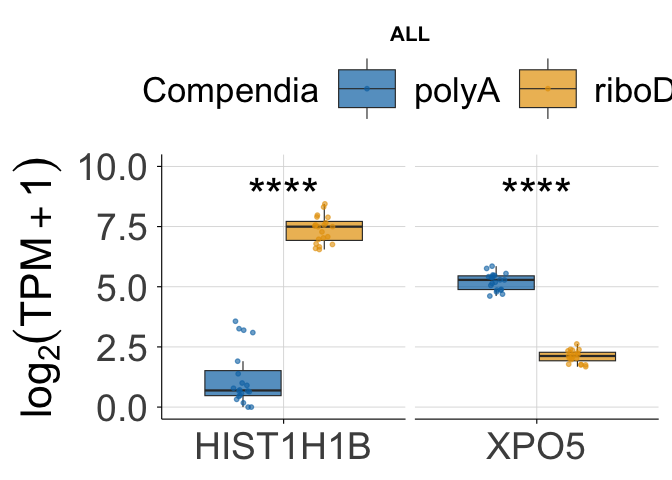 ALL
Compendia polyA riboD
log₂(TPM + 1)
10.0
7.5
5.0
2.5
0.0
**** ****
HIST1H1B XPO5